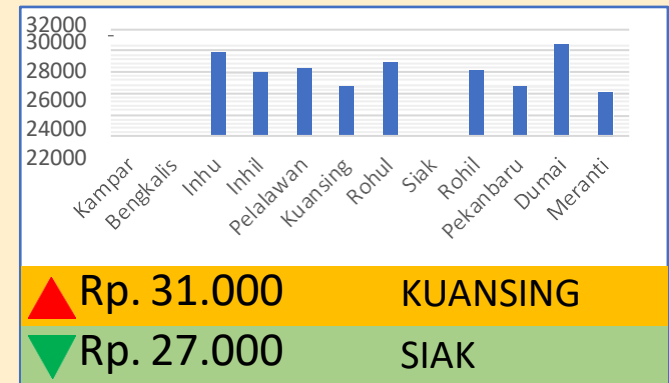 32000
30000
28000
26000
24000
22000
Kampar
Bengkalis
Inhu
Inhil
Pelalawan
Kuansing
Rohul
Siak
Rohil
Pekanbaru
Dumai
Meranti
Rp. 31.000 KUANSING
Rp. 27.000 SIAK